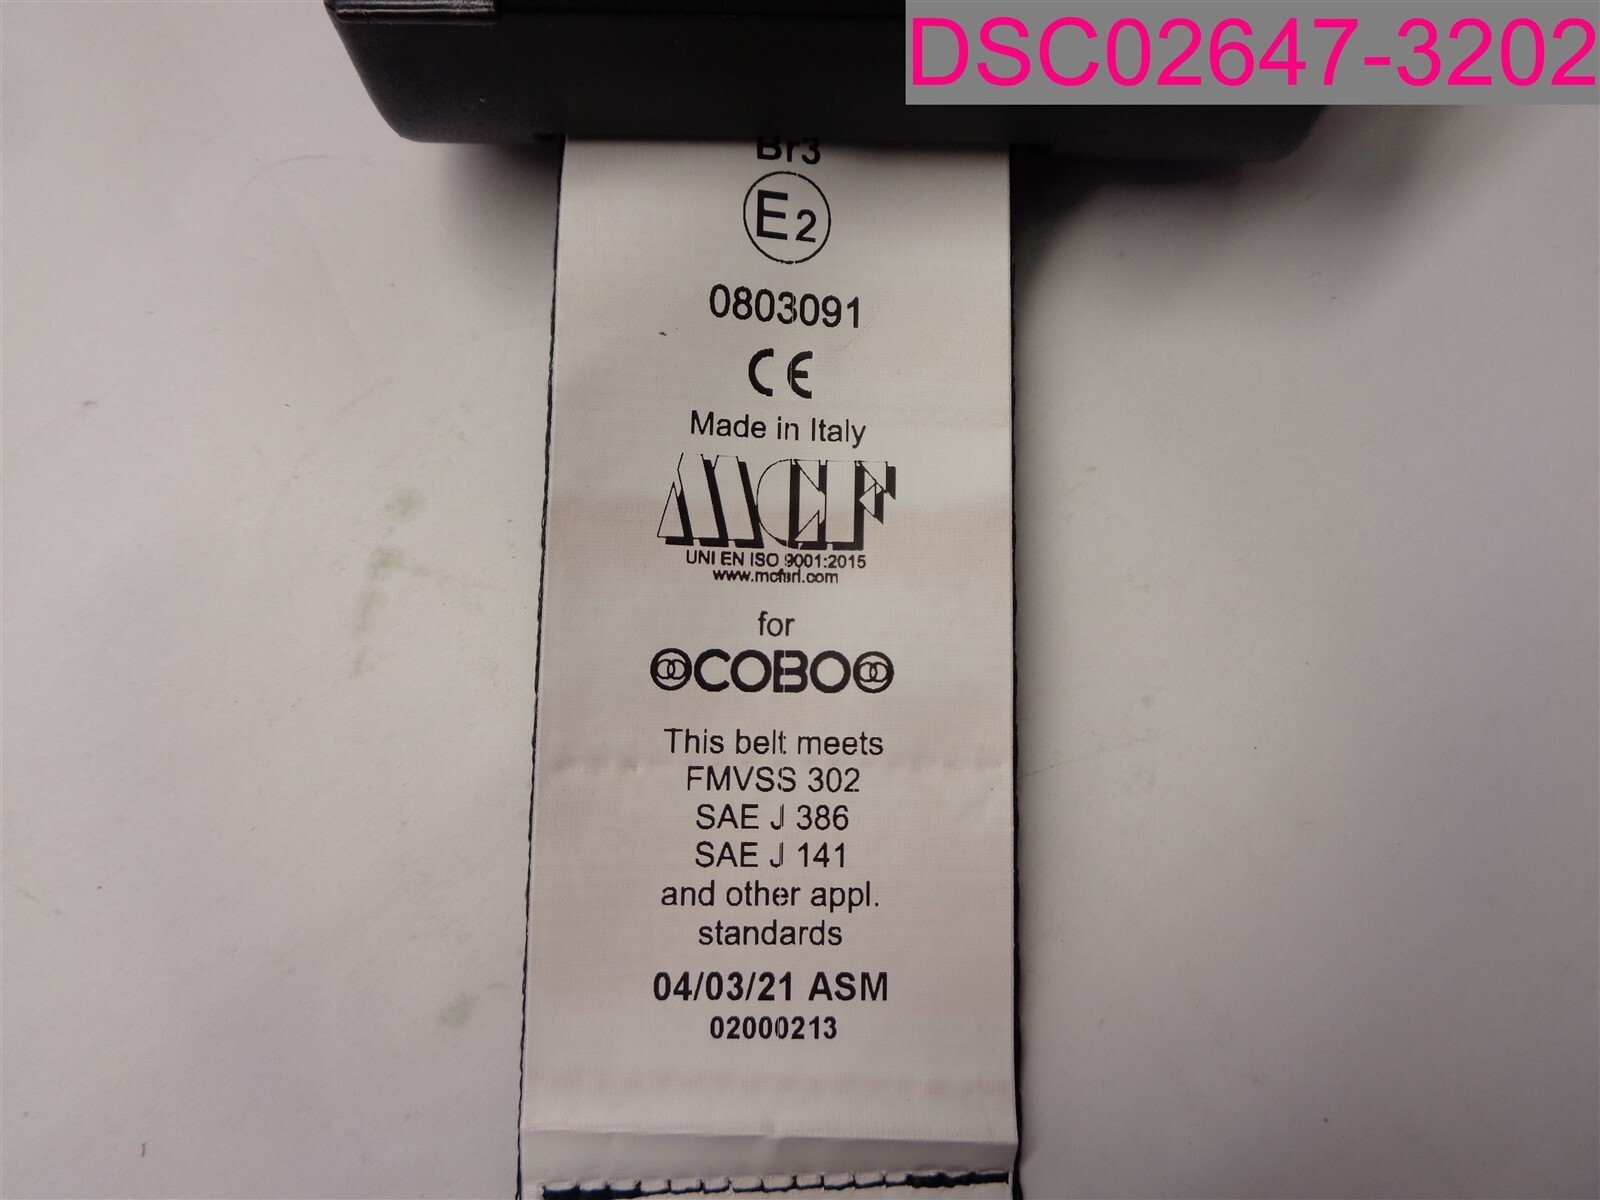 DSC02647-3202
Br3
E2
0803091
CE
Made in Italy
MCF
UNI EN ISO 9001:2015
www.mcfsrl.com
for
COBO
This belt meets
FMVSS 302
SAE J 386
SAE J 141
and other appl.
standards
04/03/21 ASM
02000213